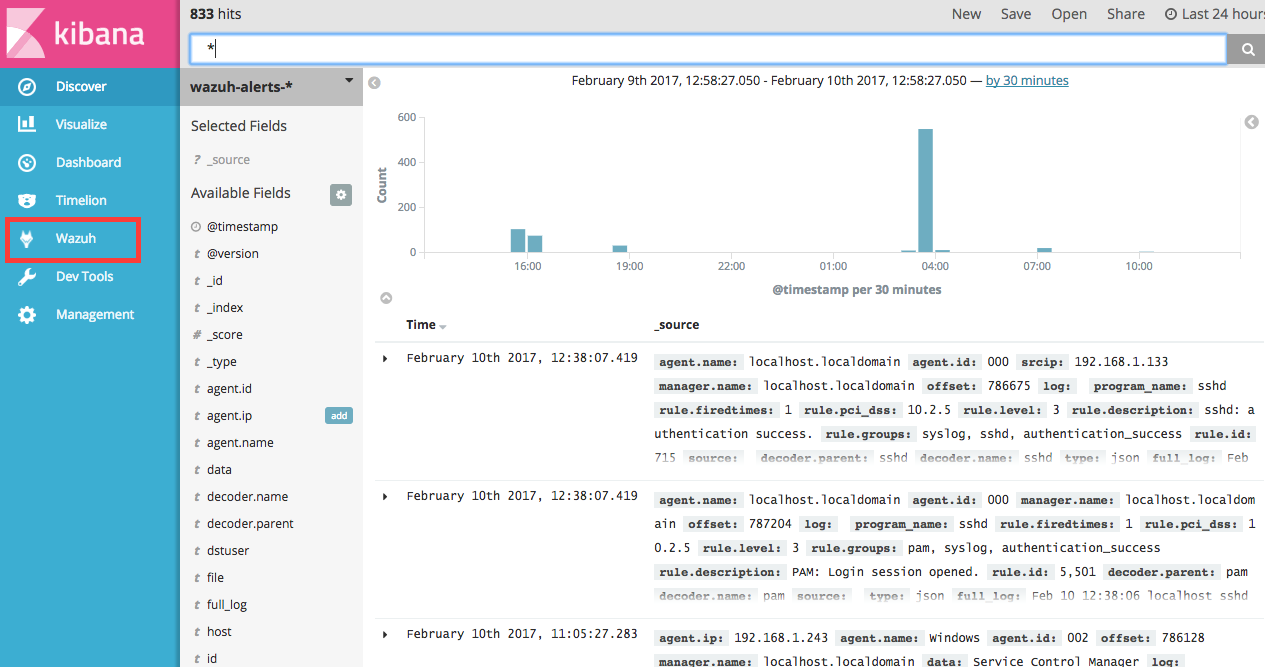 kibana
Discover
Visualize
Dashboard
Timelion
Wazuh
Dev Tools
Management
833 hits
New Save Open Share Last 24 hours
*
wazuh-alerts-*
Selected Fields
? _source
Available Fields
@timestamp
t @version
t _id
t _index
# _score
t _type
t agent.id
t agent.ip add
t agent.name
t data
t decoder.name
t decoder.parent
t dstuser
t file
t full_log
t host
t id
February 9th 2017, 12:58:27.050 - February 10th 2017, 12:58:27.050 — by 30 minutes
Count
600
400
200
0
16:00 19:00 22:00 01:00 04:00 07:00 10:00
@timestamp per 30 minutes
Time _source
February 10th 2017, 12:38:07.419
agent.name: localhost.localdomain agent.id: 000 srcip: 192.168.1.133
manager.name: localhost.localdomain offset: 786675 log: program_name: sshd
rule.firedtimes: 1 rule.pci_dss: 10.2.5 rule.level: 3 rule.description: sshd: a
uthentication success. rule.groups: syslog, sshd, authentication_success rule.id:
715 source: decoder.parent: sshd decoder.name: sshd type: json full_log: Feb
February 10th 2017, 12:38:07.419
agent.name: localhost.localdomain agent.id: 000 manager.name: localhost.localdom
ain offset: 787204 log: program_name: sshd rule.firedtimes: 1 rule.pci_dss: 1
0.2.5 rule.level: 3 rule.groups: pam, syslog, authentication_success
rule.description: PAM: Login session opened. rule.id: 5,501 decoder.parent: pam
decoder.name: pam source: type: json full_log: Feb 10 12:38:06 localhost sshd
February 10th 2017, 11:05:27.283
agent.ip: 192.168.1.243 agent.name: Windows agent.id: 002 offset: 786128
manager.name: localhost.localdomain data: Service Control Manager log: